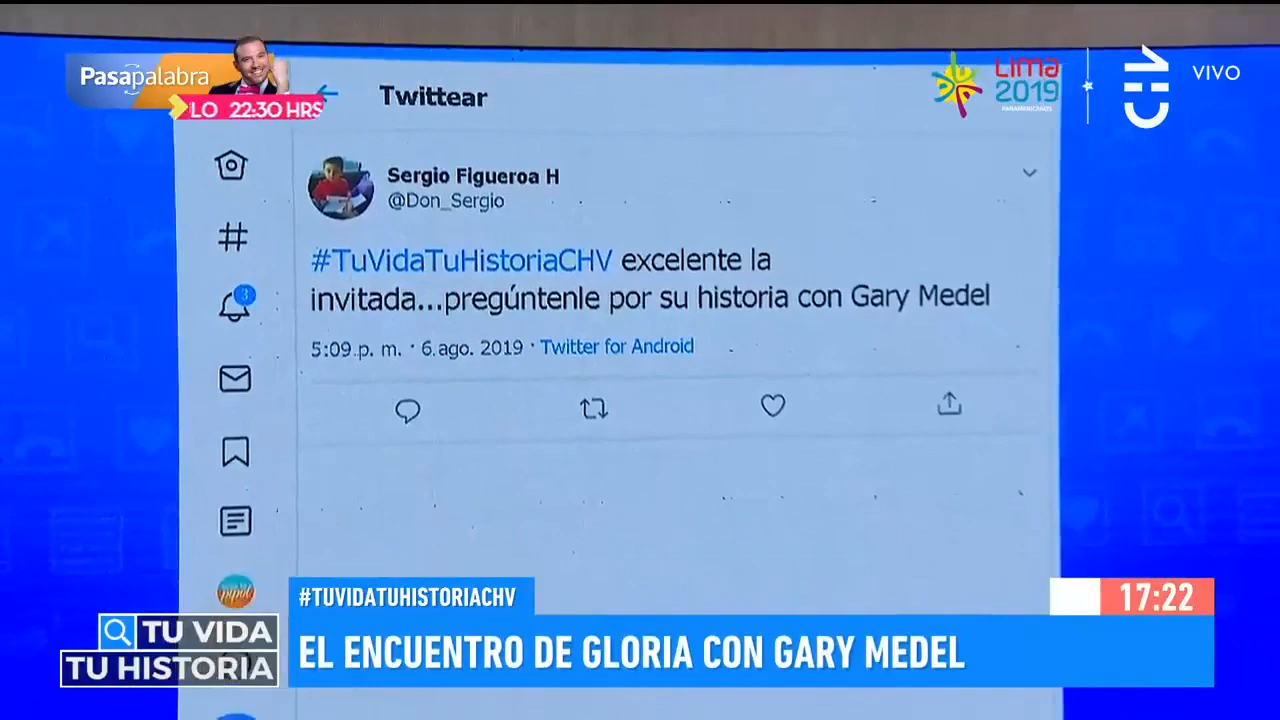 Pasapalabra
LO 22:30 HRS
Twittear
LIMA
2019
CHV
VIVO
Sergio Figueroa H
@Don_Sergio
#TuVidaTuHistoriaCHV excelente la
invitada...pregúntenle por su historia con Gary Medel
5:09 p. m. · 6 ago. 2019 · Twitter for Android
3
#TUVIDATUHISTORIACHV
17:22
TU VIDA
TU HISTORIA
EL ENCUENTRO DE GLORIA CON GARY MEDEL